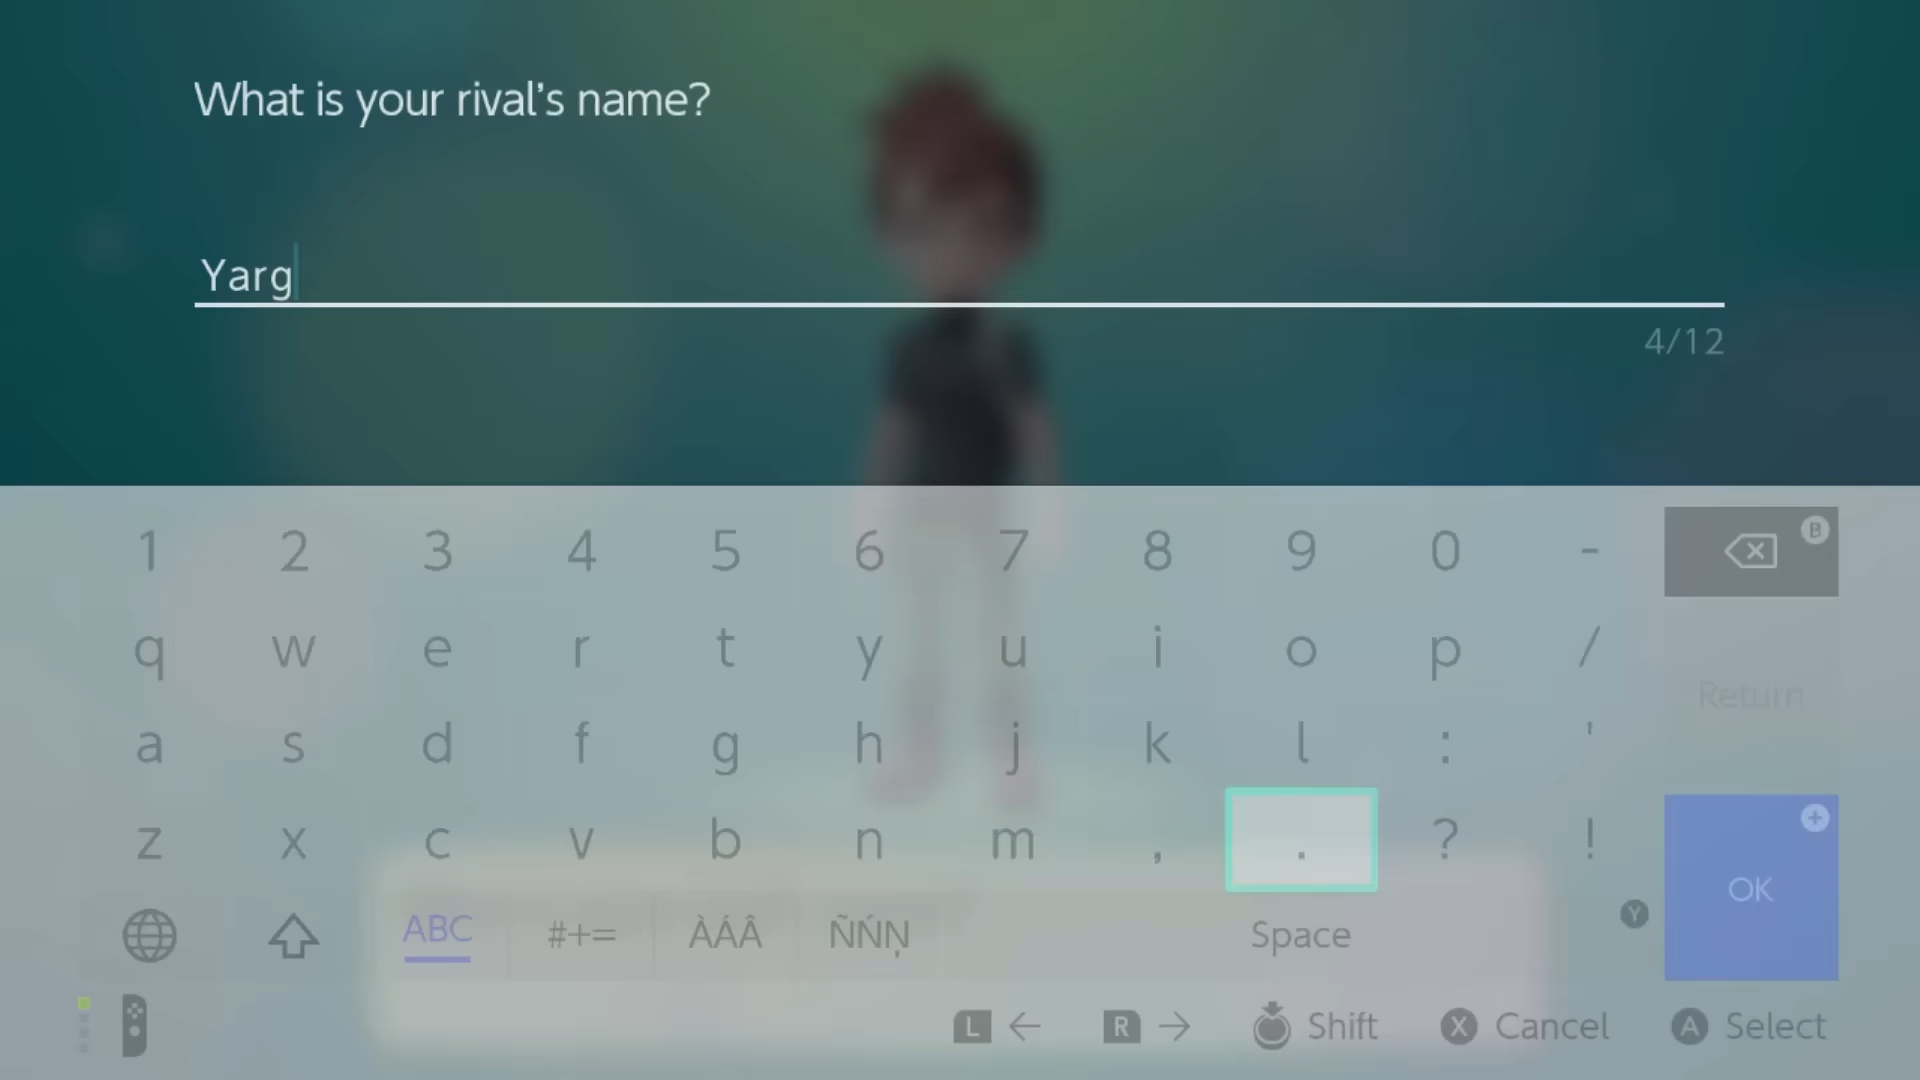 What is your rival's name?
Yarg
4/12
1 2 3 4 5 6 7 8 9 0 - B
q w e r t y u i o p /
Return
a s d f g h j k l : '
z x c v b n m , . ? ! +
OK
ABC #+= ÀÁÂ ÑŃŅ Space Y
L ← R → Shift X Cancel A Select